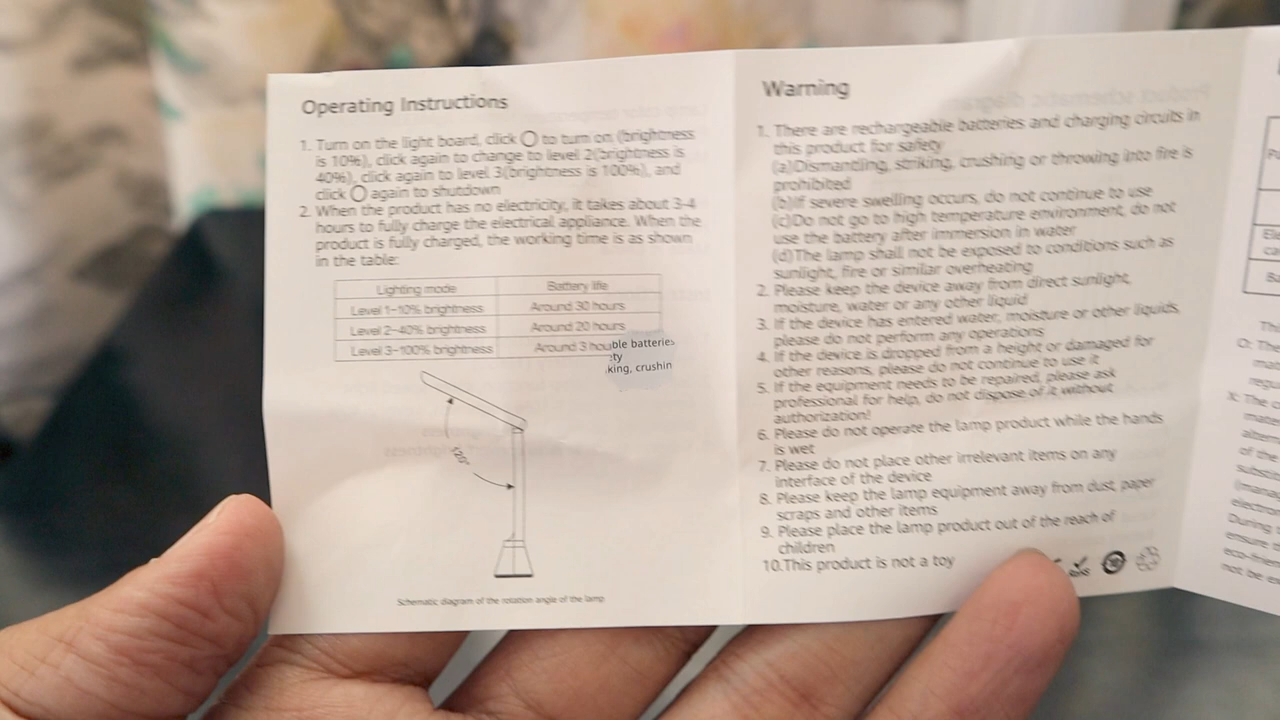 Operating Instructions
1. Turn on the light board, click to turn on (brightness
is 10%), click again to change to level 2(brightness is
40%), click again to level 3(brightness is 100%), and
click again to shutdown
2. When the product has no electricity, it takes about 3-4
hours to fully charge the electrical appliance. When the
product is fully charged, the working time is as shown
in the table:
Lighting mode Battery life
Level 1-10% brightness Around 30 hours
Level 2-40% brightness Around 20 hours
Level 3-100% brightness Around 3
ble batteries
ty
king, crushin
120°
Schematic diagram of the rotation angle of the lamp
Warning
1. There are rechargeable batteries and charging circuits in
this product for safety
(a)Dismantling, striking, crushing or throwing into fire is
prohibited
(b)If severe swelling occurs, do not continue to use
(c)Do not go to high temperature environment, do not
use the battery after immersion in water
(d)The lamp shall not be exposed to conditions such as
sunlight, fire or similar overheating
2. Please keep the device away from direct sunlight,
moisture, water or any other liquid
3. If the device has entered water, moisture or other liquids,
please do not perform any operations
4. If the device is dropped from a height or damaged for
other reasons, please do not continue to use it
5. If the equipment needs to be repaired, please ask
professional for help, do not dispose of it without
authorization!
6. Please do not operate the lamp product while the hands
is wet
7. Please do not place other irrelevant items on any
interface of the device
8. Please keep the lamp equipment away from dust, paper
scraps and other items
9. Please place the lamp product out of the reach of
children
10.This product is not a toy